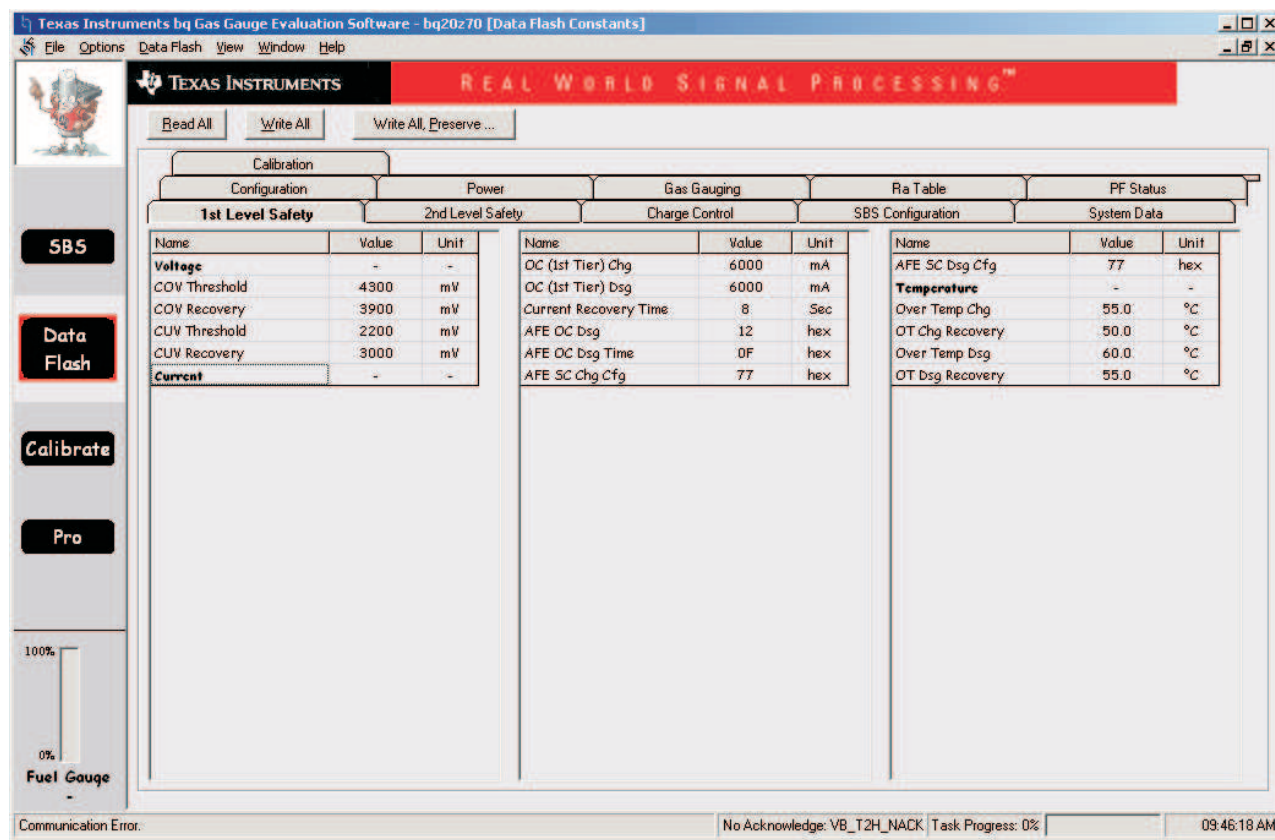 Texas Instruments bq Gas Gauge Evaluation Software - bq20z70 [Data Flash Constants]
File Options Data Flash View Window Help
TEXAS INSTRUMENTS REAL WORLD SIGNAL PROCESSING™
Read All Write All Write All, Preserve ...
Calibration
Configuration Power Gas Gauging Ra Table PF Status
1st Level Safety 2nd Level Safety Charge Control SBS Configuration System Data
SBS
Data
Flash
Calibrate
Pro
100%
0%
Fuel Gauge
-
Name Value Unit
Voltage - -
COV Threshold 4300 mV
COV Recovery 3900 mV
CUV Threshold 2200 mV
CUV Recovery 3000 mV
Current - -
Name Value Unit
OC (1st Tier) Chg 6000 mA
OC (1st Tier) Dsg 6000 mA
Current Recovery Time 8 Sec
AFE OC Dsg 12 hex
AFE OC Dsg Time 0F hex
AFE SC Chg Cfg 77 hex
Name Value Unit
AFE SC Dsg Cfg 77 hex
Temperature - -
Over Temp Chg 55.0 °C
OT Chg Recovery 50.0 °C
Over Temp Dsg 60.0 °C
OT Dsg Recovery 55.0 °C
Communication Error. No Acknowledge: VB_T2H_NACK Task Progress: 0% 09:46:18 AM